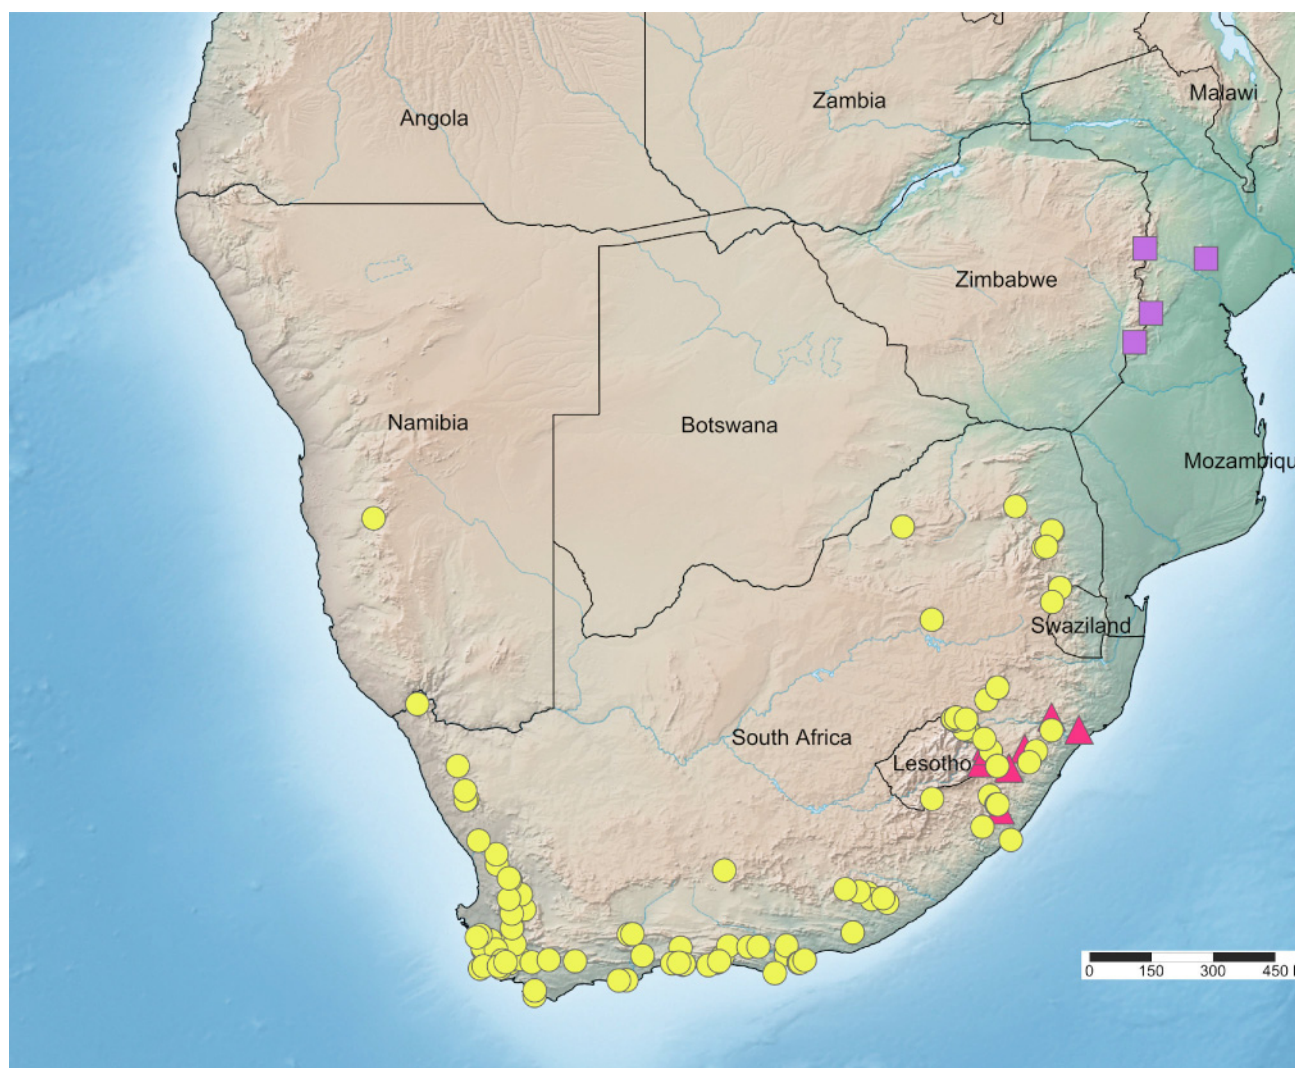 Angola
Zambia
Malawi
Zimbabwe
Namibia
Botswana
Mozambiqu
Swaziland
South Africa
Lesotho
0 150 300 450